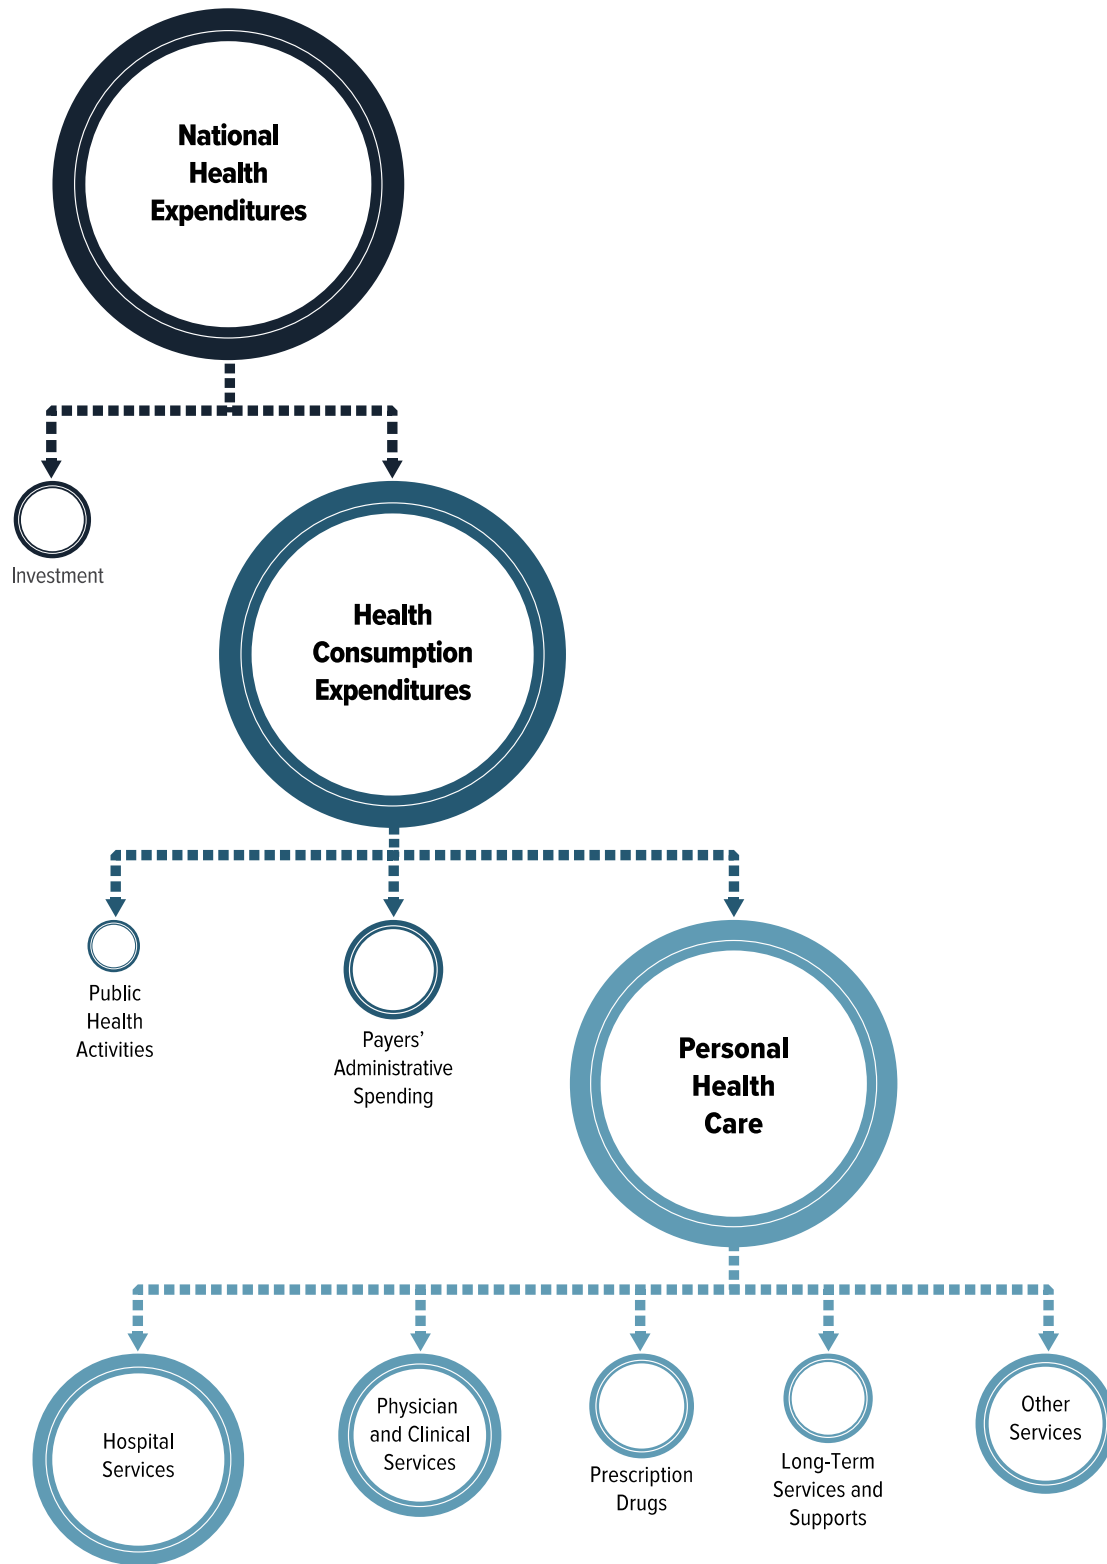 National
Health
Expenditures
Investment
Health
Consumption
Expenditures
Public
Health
Activities
Payers’
Administrative
Spending
Personal
Health
Care
Hospital
Services
Physician
and Clinical
Services
Prescription
Drugs
Long-Term
Services and
Supports
Other
Services